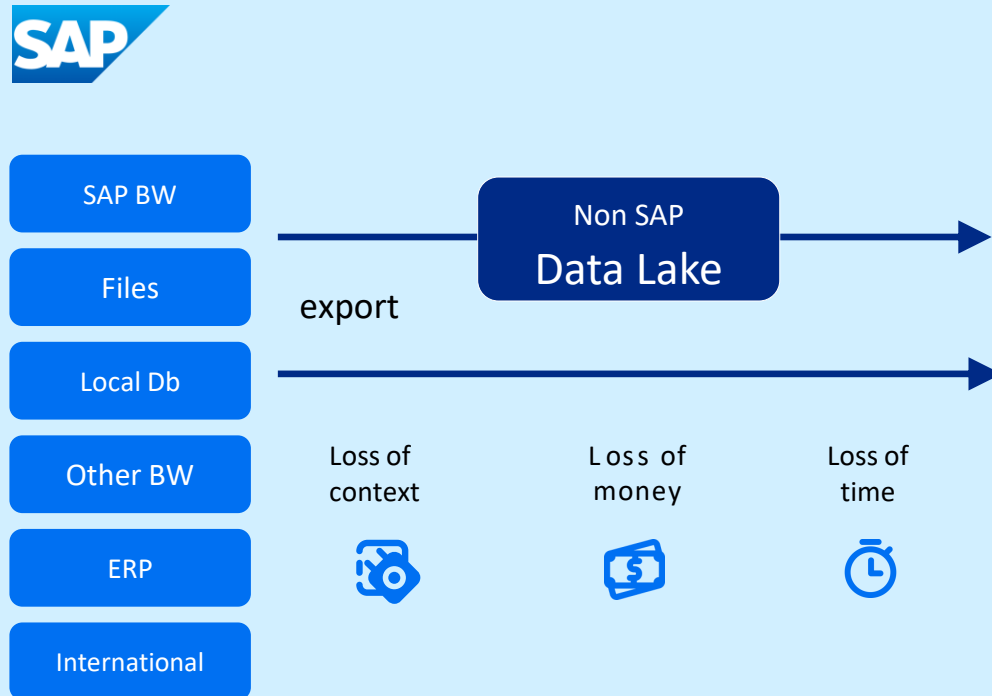 SAP
SAP BW
Files
Local Db
Other BW
ERP
International
Non SAP
Data Lake
export
Loss of
context
Loss of
money
Loss of
time
$